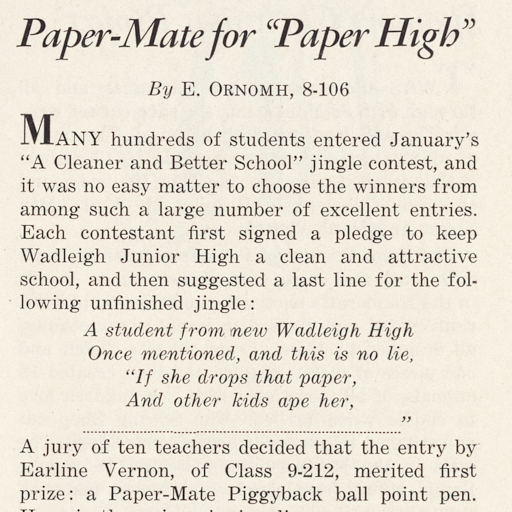 Paper-Mate for "Paper High"
By E. Ornomh, 8-106
MANY hundreds of students entered January's
"A Cleaner and Better School" jingle contest, and
it was no easy matter to choose the winners from
among such a large number of excellent entries.
Each contestant first signed a pledge to keep
Wadleigh Junior High a clean and attractive
school, and then suggested a last line for the fol-
lowing unfinished jingle:
A student from new Wadleigh High
Once mentioned, and this is no lie,
"If she drops that paper,
And other kids ape her,
"
A jury of ten teachers decided that the entry by
Earline Vernon, of Class 9-212, merited first
prize: a Paper-Mate Piggyback ball point pen.